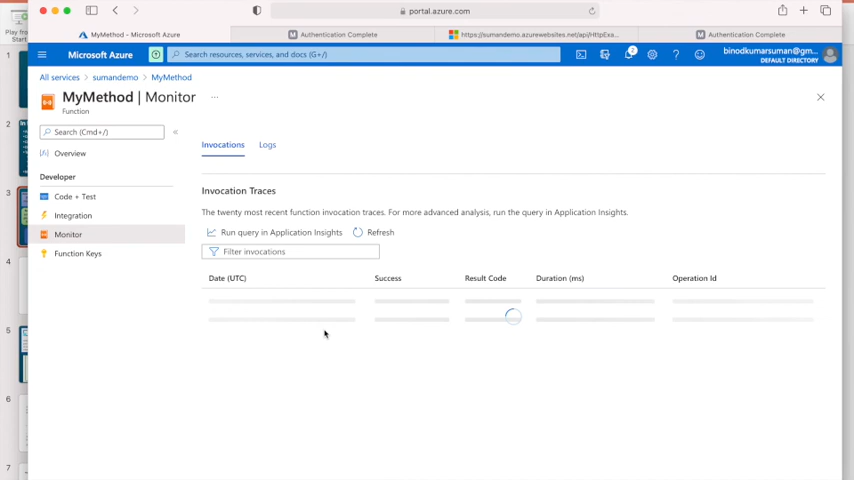 Play from
Start
portal.azure.com
MyMethod - Microsoft Azure
Authentication Complete
https://sumandemo.azurewebsites.net/api/HttpExa...
Authentication Complete
Microsoft Azure
Search resources, services, and docs (G+/)
2
binodkumarsuman@gm...
DEFAULT DIRECTORY
All services > sumandemo > MyMethod
MyMethod | Monitor
...
Function
Search (Cmd+/)
«
Overview
Developer
Code + Test
Integration
Monitor
Function Keys
Invocations
Logs
Invocation Traces
The twenty most recent function invocation traces. For more advanced analysis, run the query in Application Insights.
Run query in Application Insights
Refresh
Filter invocations
Date (UTC)
Success
Result Code
Duration (ms)
Operation Id
1
2
3
4
5
6
7